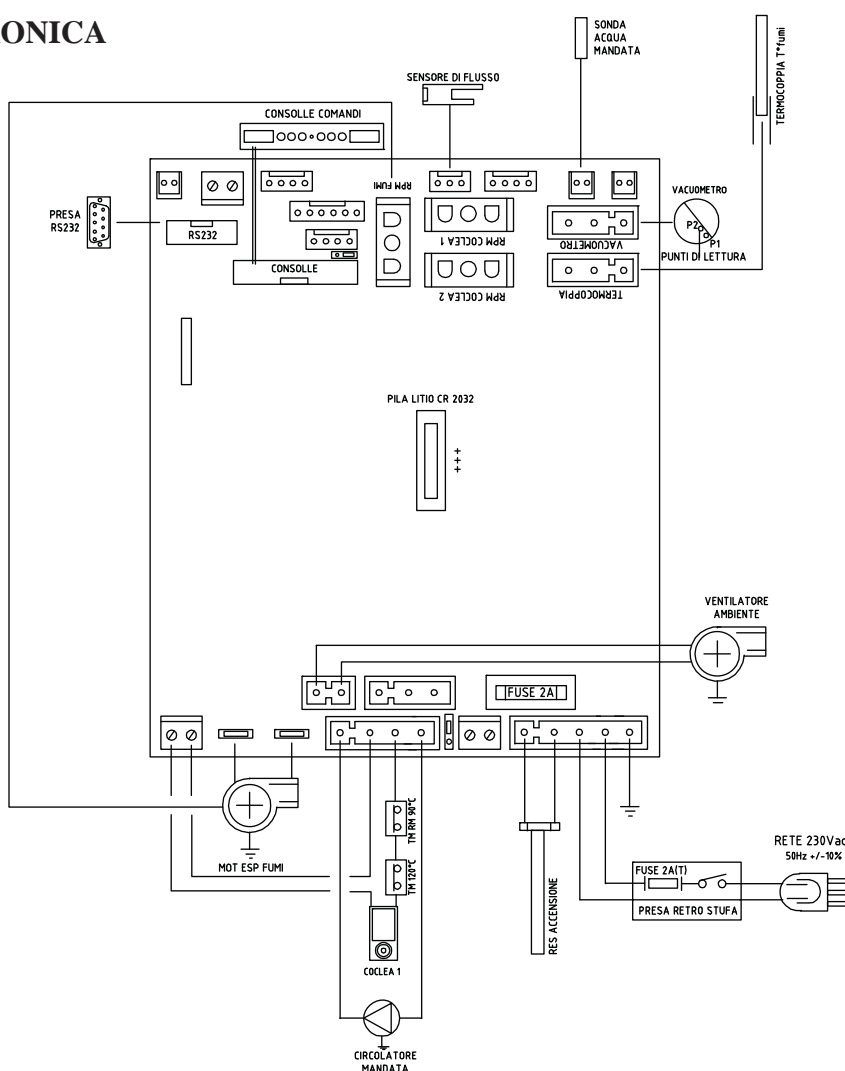 ONICA
SONDA
ACQUA
MANDATA
TERMOCOPPIA T°fumi
SENSORE DI FLUSSO
CONSOLLE COMANDI
PRESA
RS232
RS232
CONSOLLE
RPM FUMI
RPM COCLEA 1
RPM COCLEA 2
VACUOMETRO
TERMOCOPPIA
VACUOMETRO
P2
P1
PUNTI DI LETTURA
PILA LITIO CR 2032
+++
VENTILATORE
AMBIENTE
FUSE 2A
MOT ESP FUMI
TM RM 90°C
TM 120°C
COCLEA 1
CIRCOLATORE
MANDATA
RES ACCENSIONE
FUSE 2A(T)
PRESA RETRO STUFA
RETE 230Vac
50Hz +/-10%